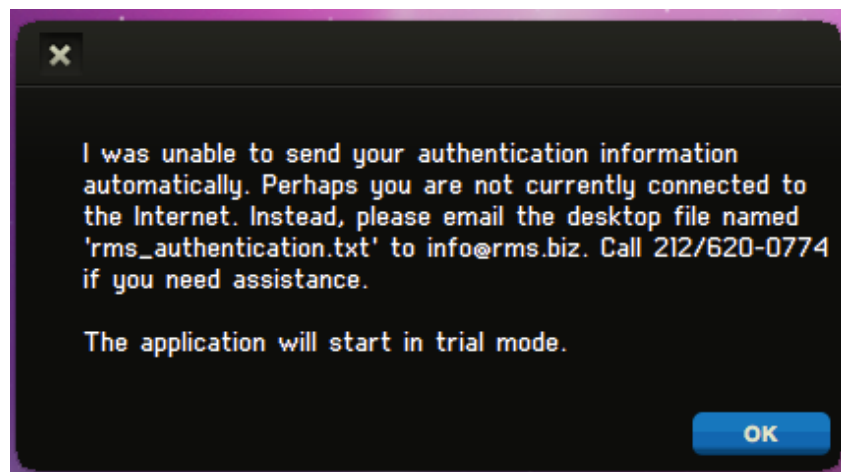 I was unable to send your authentication information
automatically. Perhaps you are not currently connected to
the Internet. Instead, please email the desktop file named
'rms_authentication.txt' to info@rms.biz. Call 212/620-0774
if you need assistance.
The application will start in trial mode.
OK